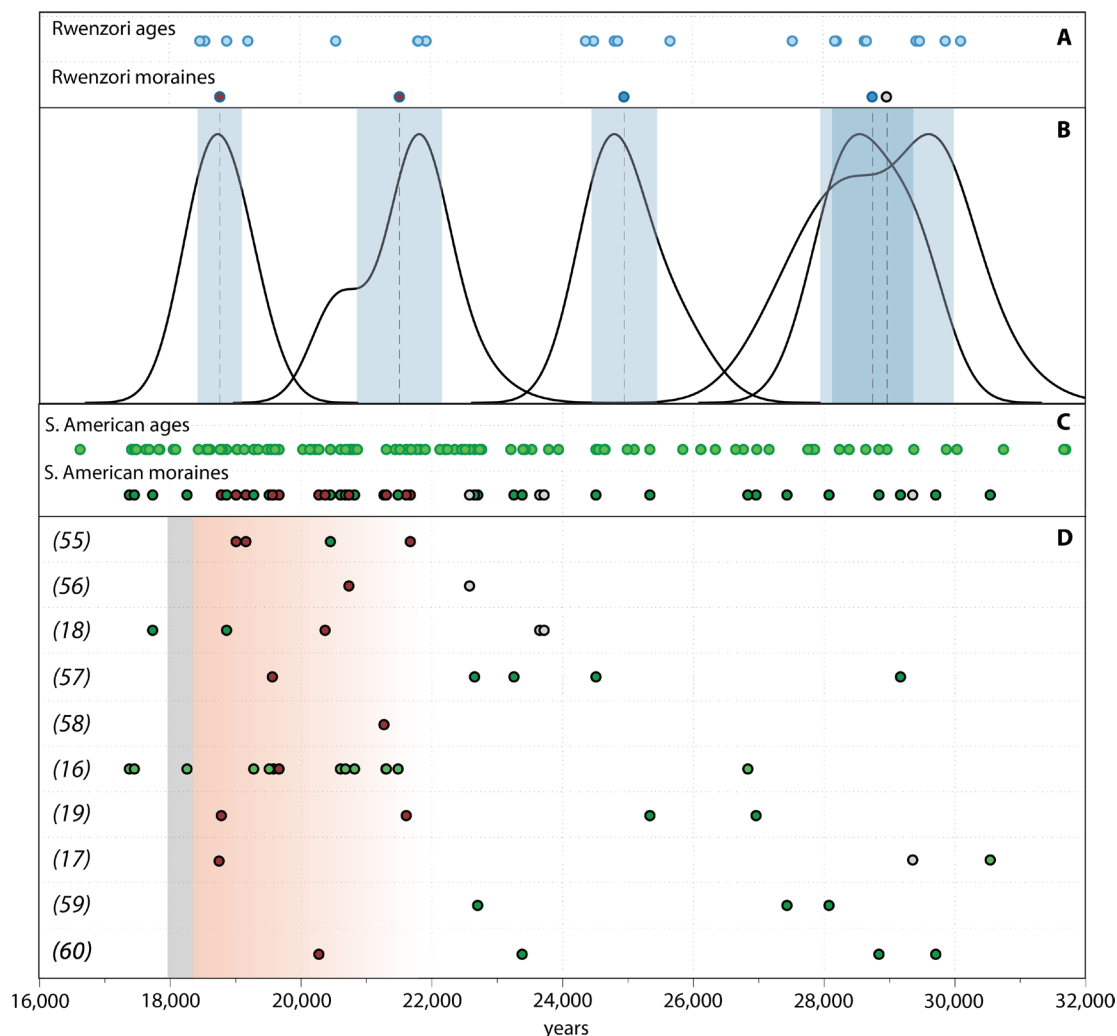 Rwenzori ages
A
Rwenzori moraines
B
S. American ages
C
S. American moraines
(55)
D
(56)
(18)
(57)
(58)
(16)
(19)
(17)
(59)
(60)
16,000 18,000 20,000 22,000 24,000 26,000 28,000 30,000 32,000
years